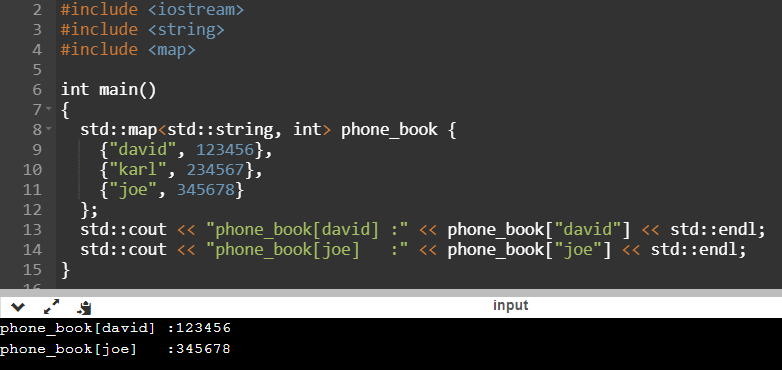 2 #include <iostream>
3 #include <string>
4 #include <map>
5
6 int main()
7 {
8   std::map<std::string, int> phone_book {
9     {"david", 123456},
10     {"karl", 234567},
11     {"joe", 345678}
12   };
13   std::cout << "phone_book[david] :" << phone_book["david"] << std::endl;
14   std::cout << "phone_book[joe]   :" << phone_book["joe"] << std::endl;
15 }
16
input
phone_book[david] :123456
phone_book[joe]   :345678